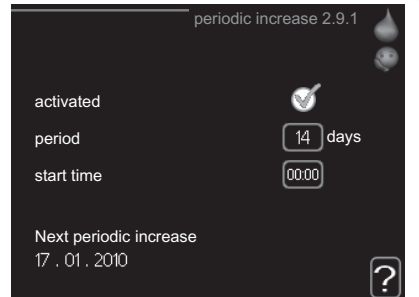 periodic increase 2.9.1
activated
period 14 days
start time 00:00
Next periodic increase
17 . 01 . 2010
?